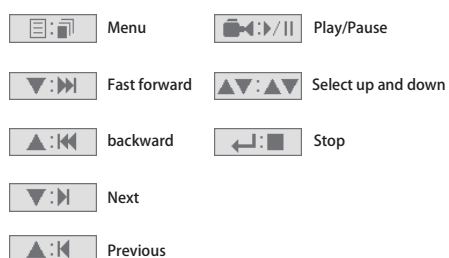 Menu
Play/Pause
Fast forward
Select up and down
backward
Stop
Next
Previous